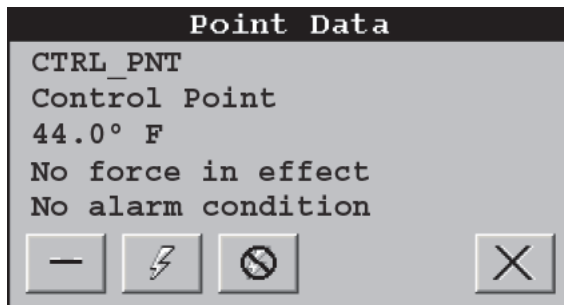 Point Data
CTRL_PNT
Control Point
44.0° F
No force in effect
No alarm condition